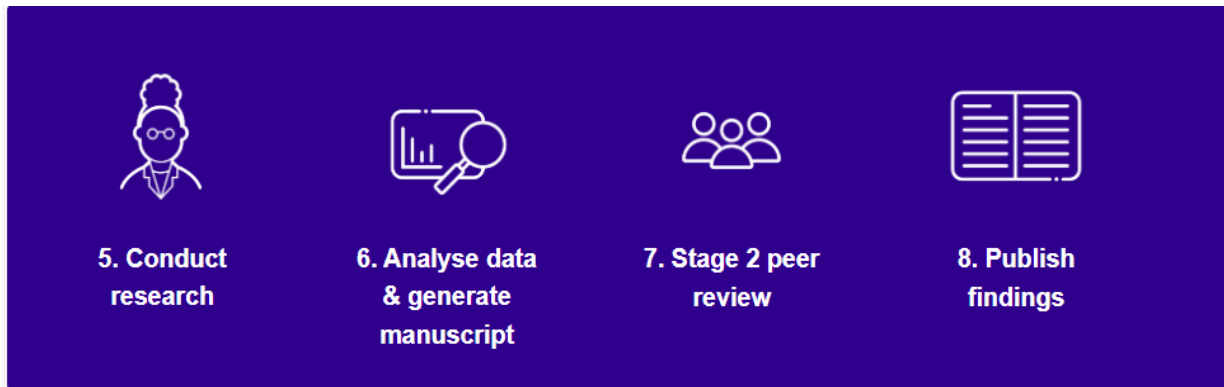 5. Conduct
research
6. Analyse data
& generate
manuscript
7. Stage 2 peer
review
8. Publish
findings